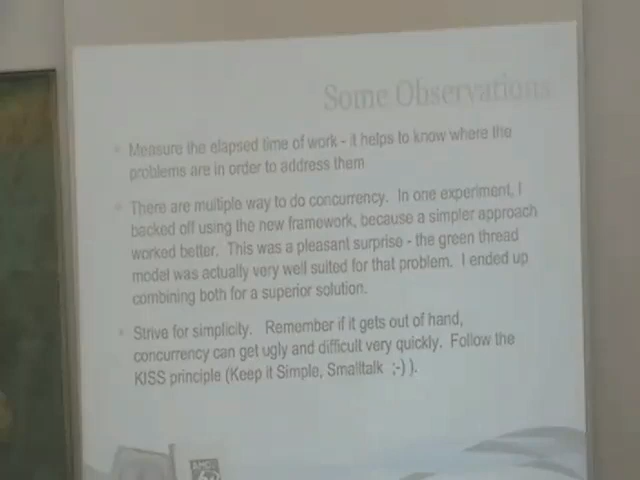 Some Observations
Measure the elapsed time of work - it helps to know where the
problems are in order to address them
There are multiple way to do concurrency. In one experiment, I
backed off using the new framework, because a simpler approach
worked better. This was a pleasant surprise - the green thread
model was actually very well suited for that problem. I ended up
combining both for a superior solution.
Strive for simplicity. Remember if it gets out of hand,
concurrency can get ugly and difficult very quickly. Follow the
KISS principle (Keep it Simple, Smalltalk ;-) ).